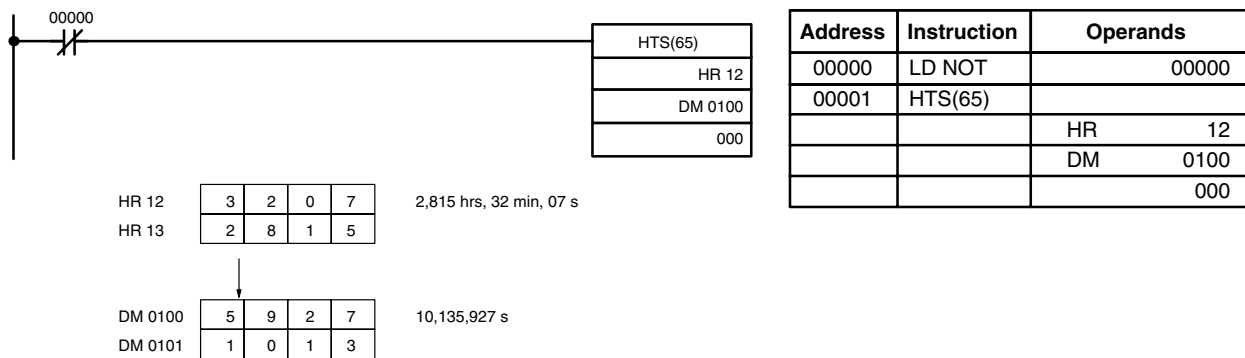 00000
HTS(65)
HR 12
DM 0100
000
Address Instruction Operands
00000 LD NOT 00000
00001 HTS(65)
HR 12
DM 0100
000
HR 12 3 2 0 7 2,815 hrs, 32 min, 07 s
HR 13 2 8 1 5
DM 0100 5 9 2 7 10,135,927 s
DM 0101 1 0 1 3